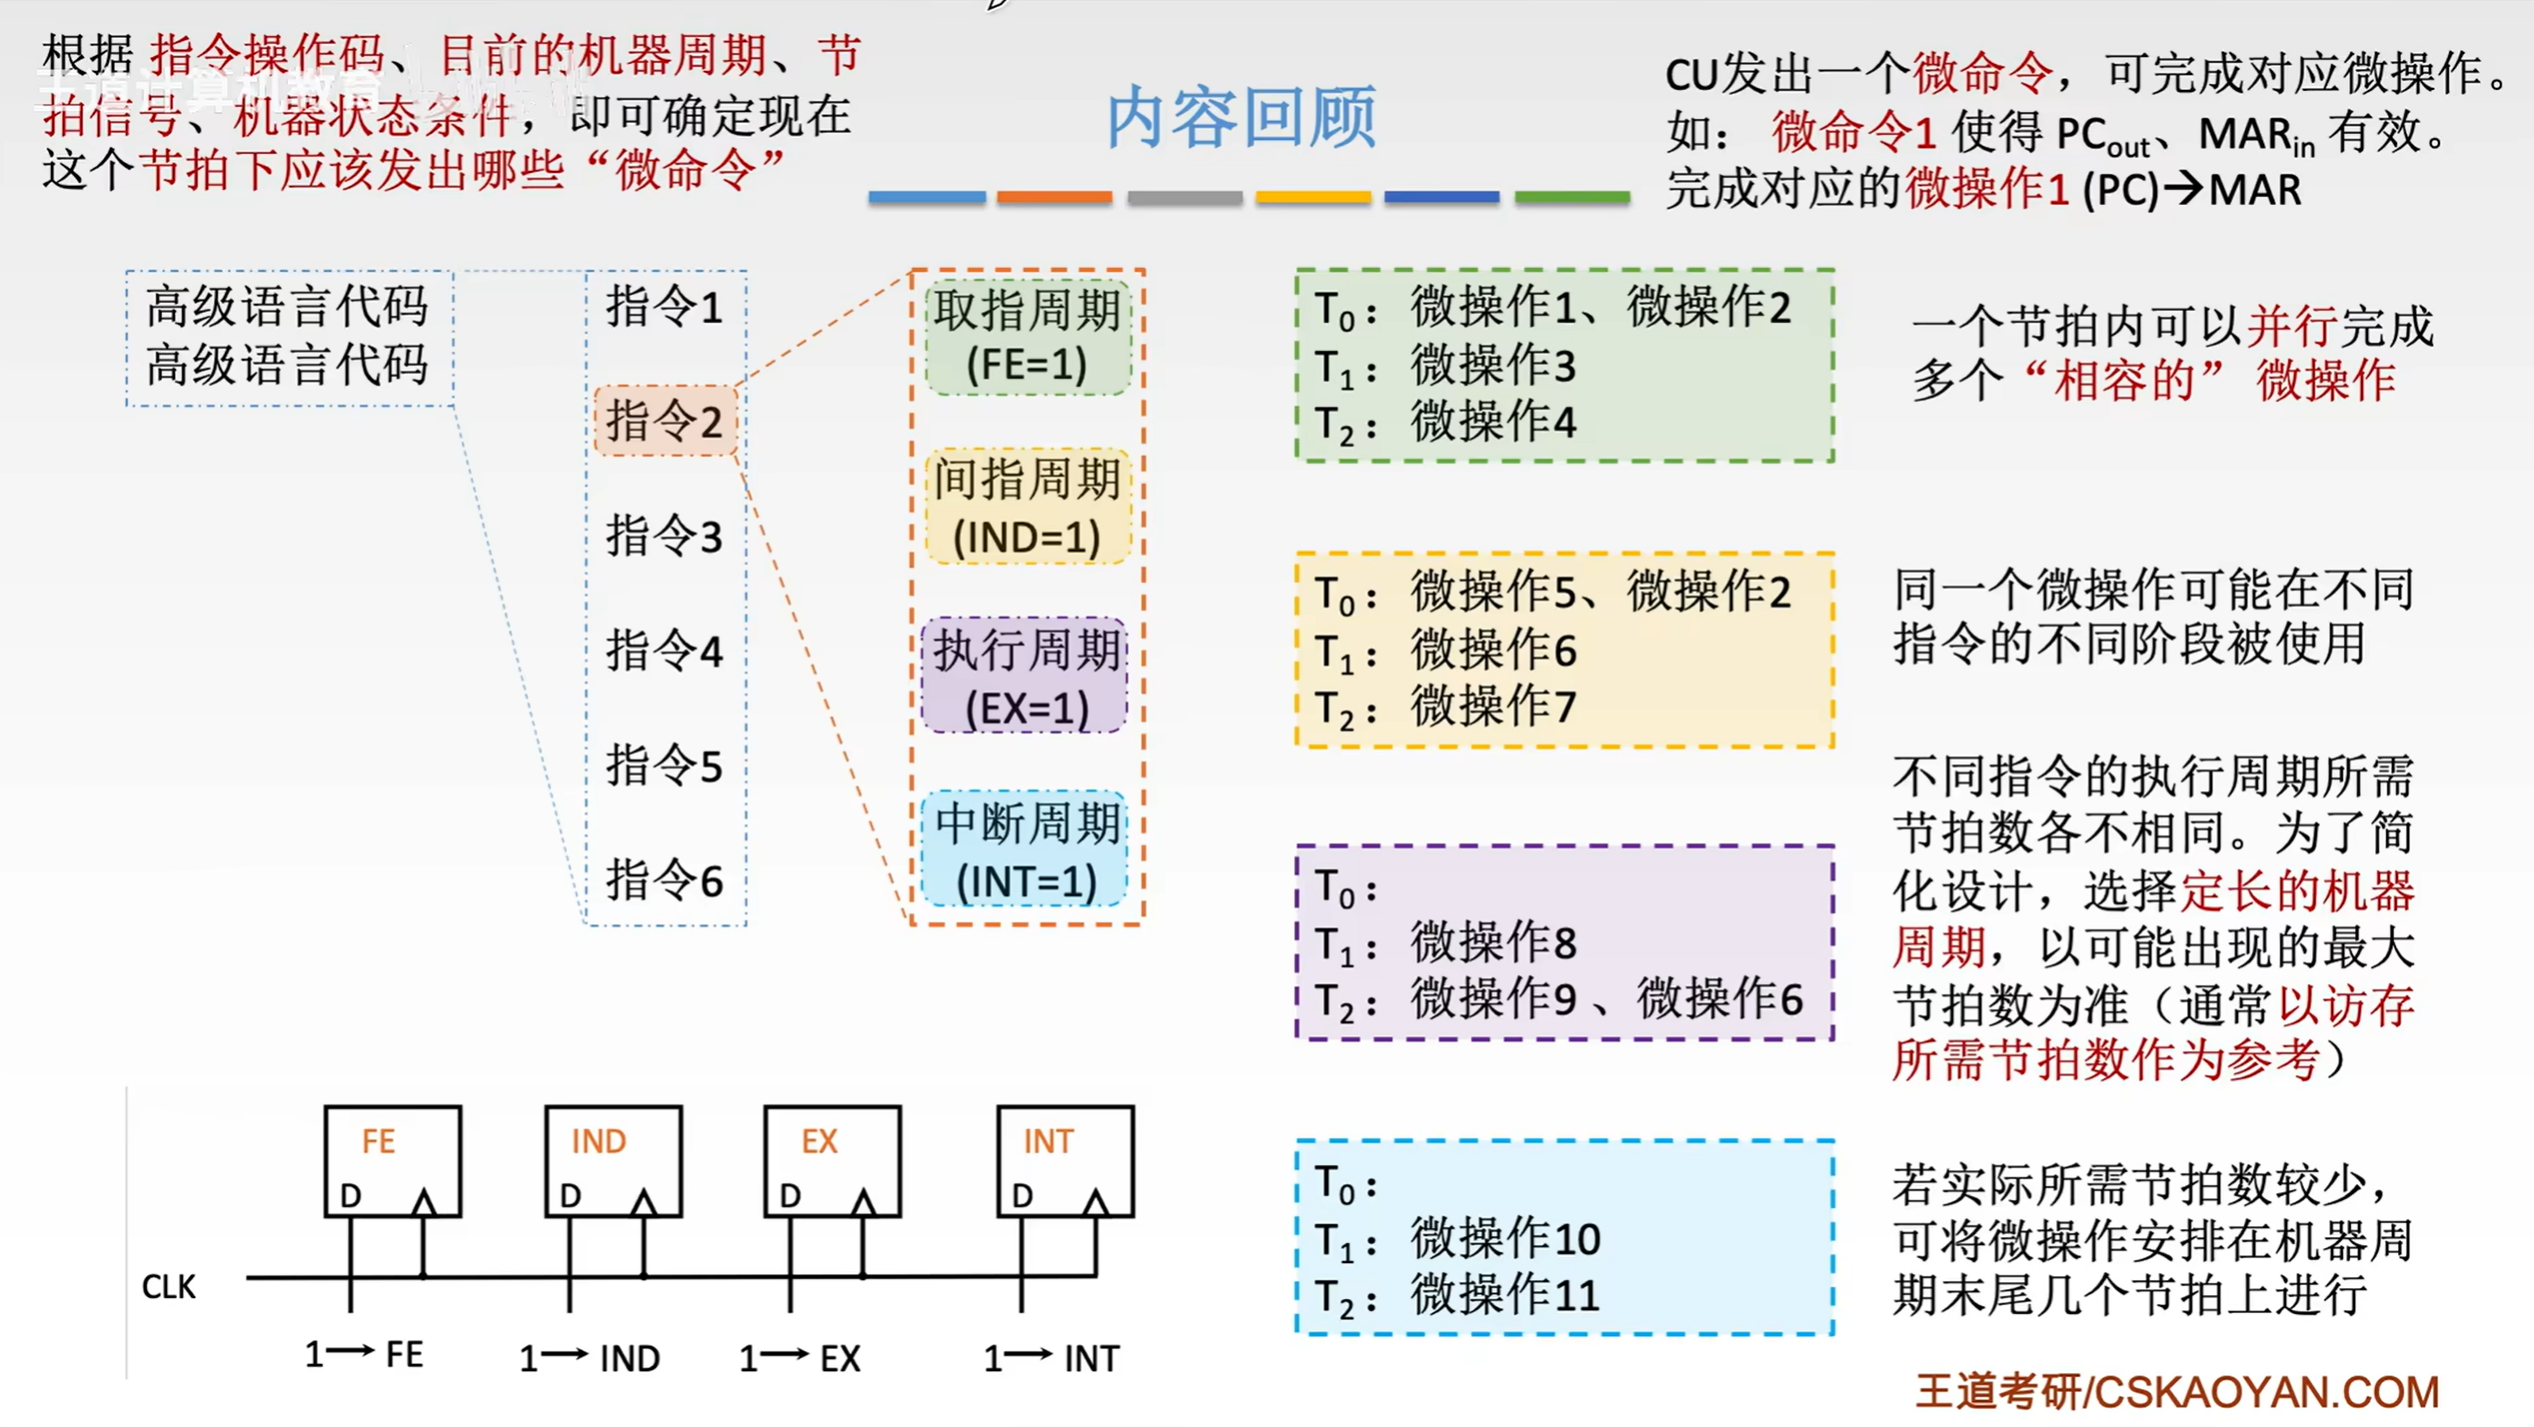 根据 指令操作码、目前的机器周期、节
拍信号、机器状态条件，即可确定现在
这个节拍下应该发出哪些“微命令”
王道计算机教育
内容回顾
CU发出一个微命令，可完成对应微操作。
如： 微命令1 使得 PCout、MARin 有效。
完成对应的微操作1 (PC)→MAR
高级语言代码
高级语言代码
指令1
指令2
指令3
指令4
指令5
指令6
取指周期
(FE=1)
间指周期
(IND=1)
执行周期
(EX=1)
中断周期
(INT=1)
T0： 微操作1、微操作2
T1： 微操作3
T2： 微操作4
一个节拍内可以并行完成
多个“相容的” 微操作
T0： 微操作5、微操作2
T1： 微操作6
T2： 微操作7
同一个微操作可能在不同
指令的不同阶段被使用
T0：
T1： 微操作8
T2： 微操作9 、微操作6
不同指令的执行周期所需
节拍数各不相同。为了简
化设计，选择定长的机器
周期，以可能出现的最大
节拍数为准（通常以访存
所需节拍数作为参考）
T0：
T1： 微操作10
T2： 微操作11
若实际所需节拍数较少，
可将微操作安排在机器周
期末尾几个节拍上进行
FE
D
IND
D
EX
D
INT
D
CLK
1→ FE
1→ IND
1→ EX
1→ INT
王道考研/CSKAOYAN.COM